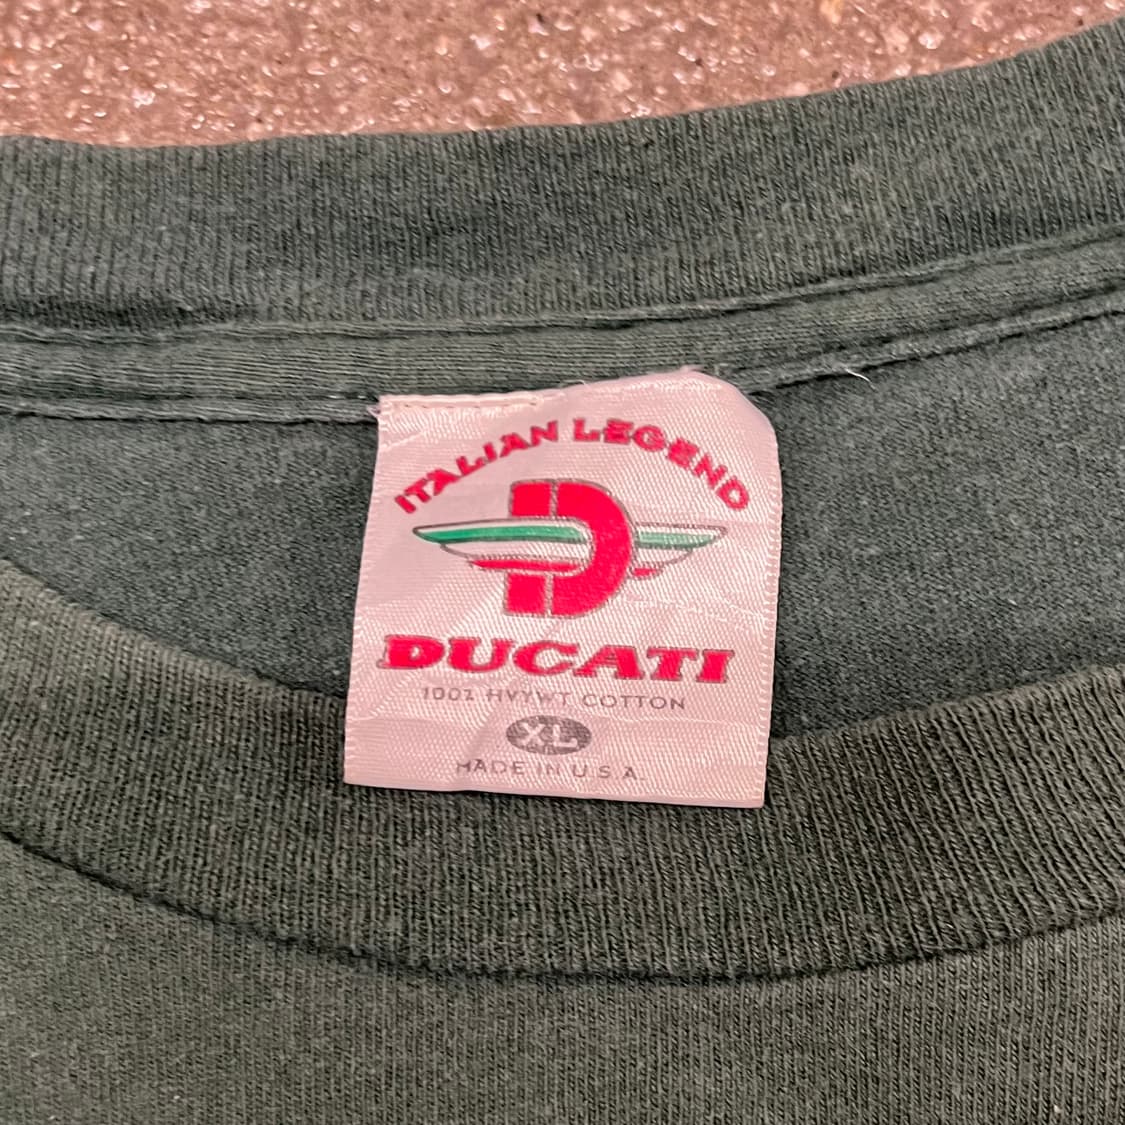 ITALIAN LEGEND
D
DUCATI
100% HVYWT COTTON
XL
MADE IN U.S.A.